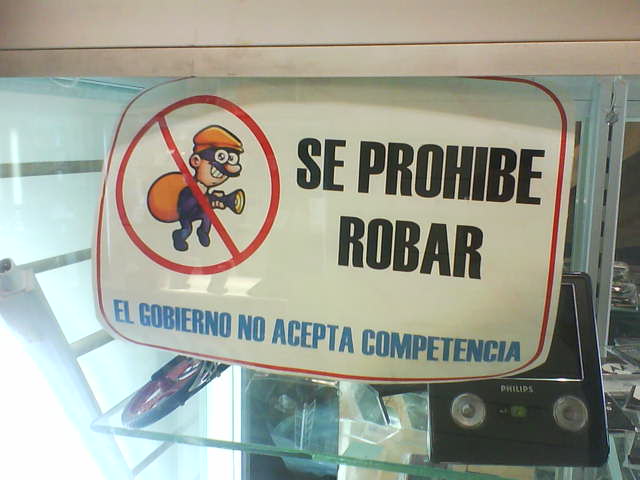 SE PROHIBE
ROBAR
EL GOBIERNO NO ACEPTA COMPETENCIA
PHILIPS